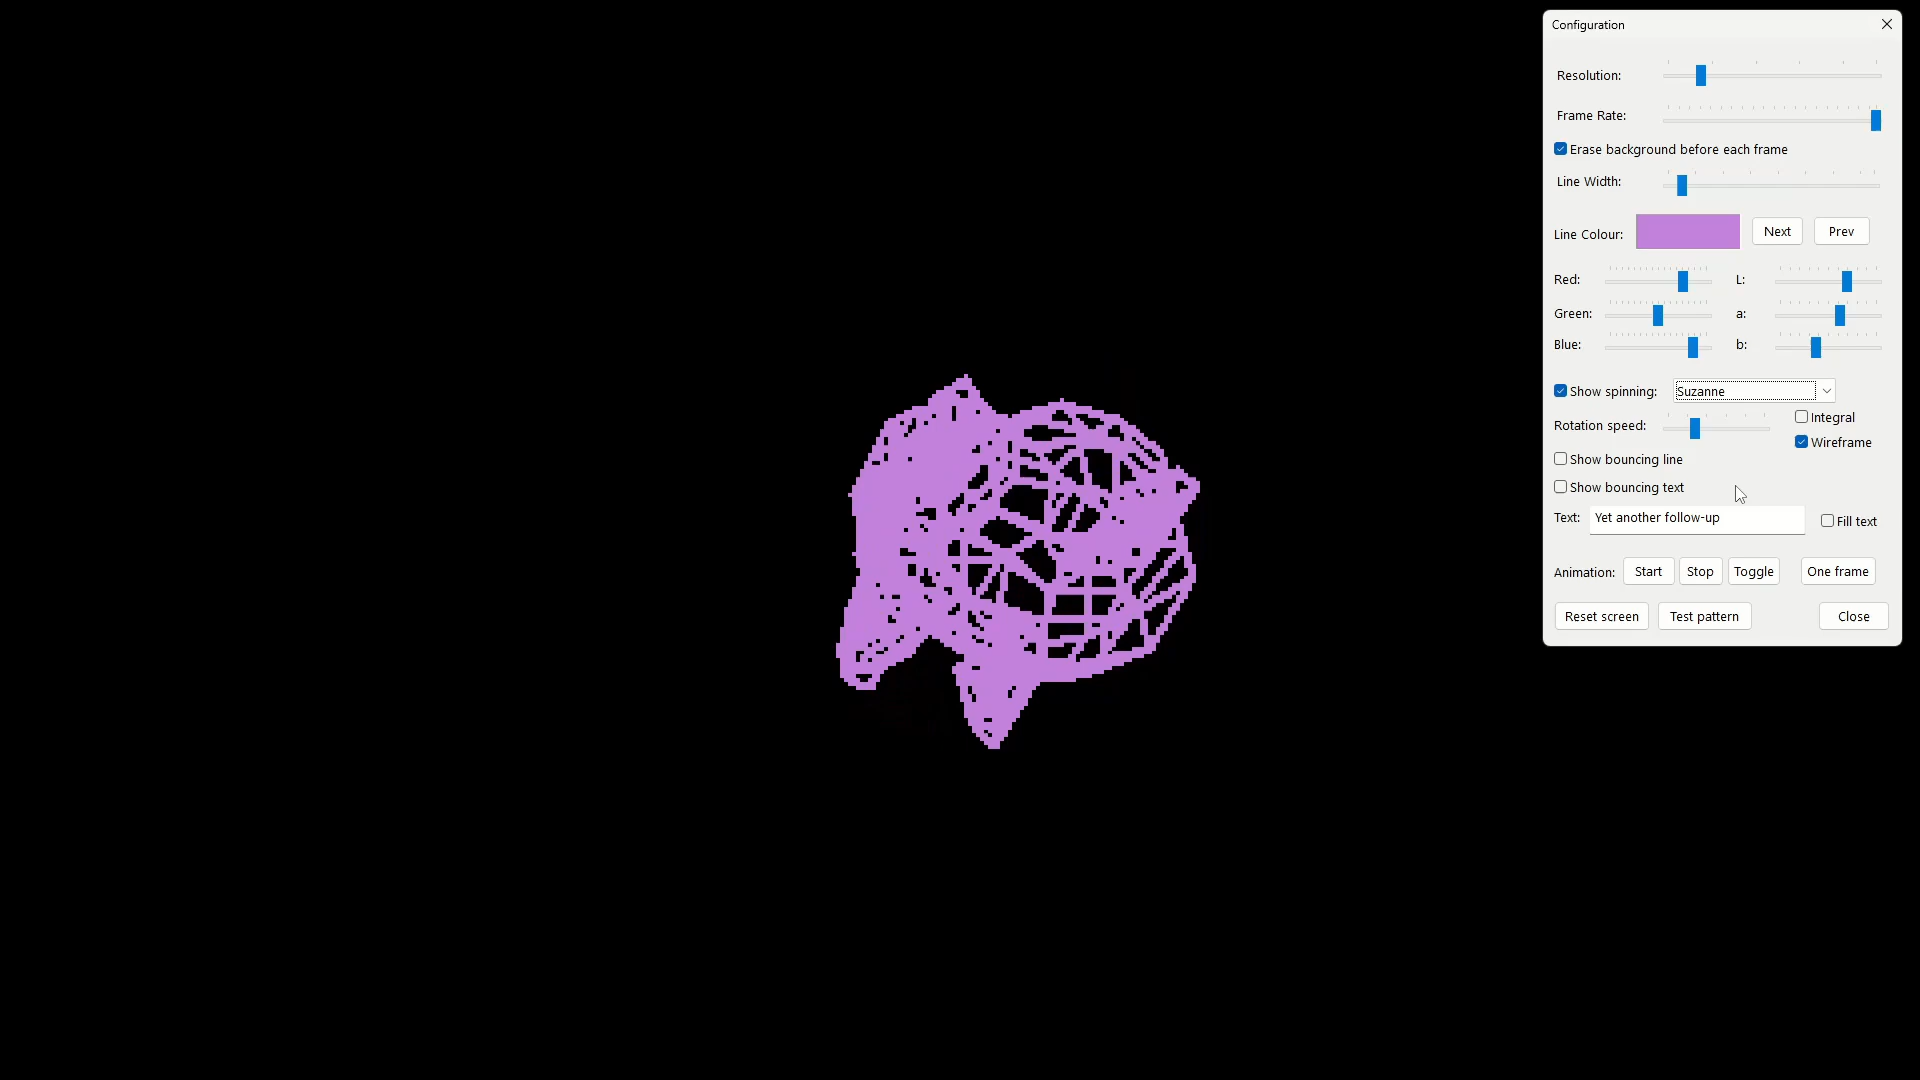 Configuration
Resolution:
Frame Rate:
Erase background before each frame
Line Width:
Line Colour:
Next
Prev
Red:
L:
Green:
a:
Blue:
b:
Show spinning:
Suzanne
Integral
Rotation speed:
Wireframe
Show bouncing line
Show bouncing text
Text:
Yet another follow-up
Fill text
Animation:
Start
Stop
Toggle
One frame
Reset screen
Test pattern
Close